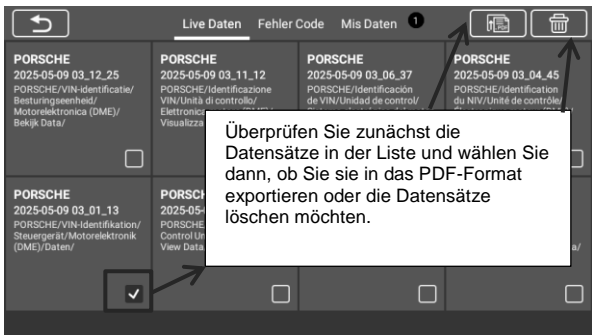 Live Daten Fehler Code Mis Daten 1
PORSCHE
2025-05-09 03_12_25
PORSCHE/VIN-identificatie/
Besturingseenheid/
Motorelektronica (DME)/
Bekijk Data/
PORSCHE
2025-05-09 03_11_12
PORSCHE/Identificazione
VIN/Unità di controllo/
Elettronica
Visualizza
PORSCHE
2025-05-09 03_06_37
PORSCHE/Identificación
de VIN/Unidad de control/
PORSCHE
2025-05-09 03_04_45
PORSCHE/Identification
du NIV/Unité de contrôle/
Überprüfen Sie zunächst die
Datensätze in der Liste und wählen Sie
dann, ob Sie sie in das PDF-Format
exportieren oder die Datensätze
löschen möchten.
PORSCHE
2025-05-09 03_01_13
PORSCHE/VIN-Identifikation/
Steuergerät/Motorelektronik
(DME)/Daten/
PORSCH
2025-05-
PORSCHE
Control Un
View Data
a/